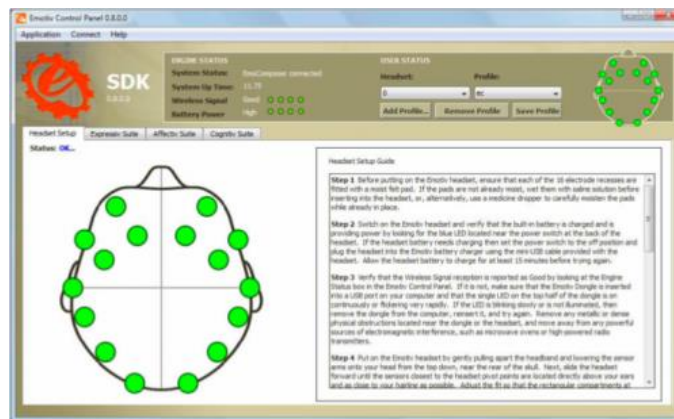 Emotiv Control Panel 0.8.0.0
Application Connect Help
SDK
0.8.0.0
ENGINE STATUS
System Status: EmoComposer connected
System Up Time: 15.79
Wireless Signal Good
Battery Power High
USER STATUS
Headset: Profile:
0 ec
Add Profile... Remove Profile Save Profile
Headset Setup Expressiv Suite Affectiv Suite Cognitiv Suite
Status: OK...
Headset Setup Guide
Step 1 Before putting on the Emotiv headset, ensure that each of the 16 electrode recesses are
fitted with a moist felt pad. If the pads are not already moist, wet them with saline solution before
inserting into the headset, or, alternatively, use a medicine dropper to carefully moisten the pads
while already in place.
Step 2 Switch on the Emotiv headset and verify that the built-in battery is charged and is
providing power by looking for the blue LED located near the power switch at the back of the
headset. If the headset battery needs charging then set the power switch to the off position and
plug the headset into the Emotiv battery charger using the mini-USB cable provided with the
headset. Allow the headset battery to charge for at least 15 minutes before trying again.
Step 3 Verify that the Wireless Signal reception is reported as Good by looking at the Engine
Status box in the Emotiv Control Panel. If it is not, make sure that the Emotiv Dongle is inserted
into a USB port on your computer and that the single LED on the top half of the dongle is on
continuously or flickering very rapidly. If the LED is blinking slowly or is not illuminated, then
remove the dongle from the computer, reinsert it, and try again. Remove any metallic or dense
physical obstructions located near the dongle or the headset, and move away from any powerful
sources of electromagnetic interference, such as microwave ovens or high powered radio
transmitters.
Step 4 Put on the Emotiv headset by gently pulling apart the headband and lowering the sensor
arms onto your head from the top down, near the rear of the skull. Next, slide the headset
forward until the sensors closest to the headset pivot points are located directly above your ears
and as close to your hairline as possible. Adjust the fit so that the rectangular compartments at